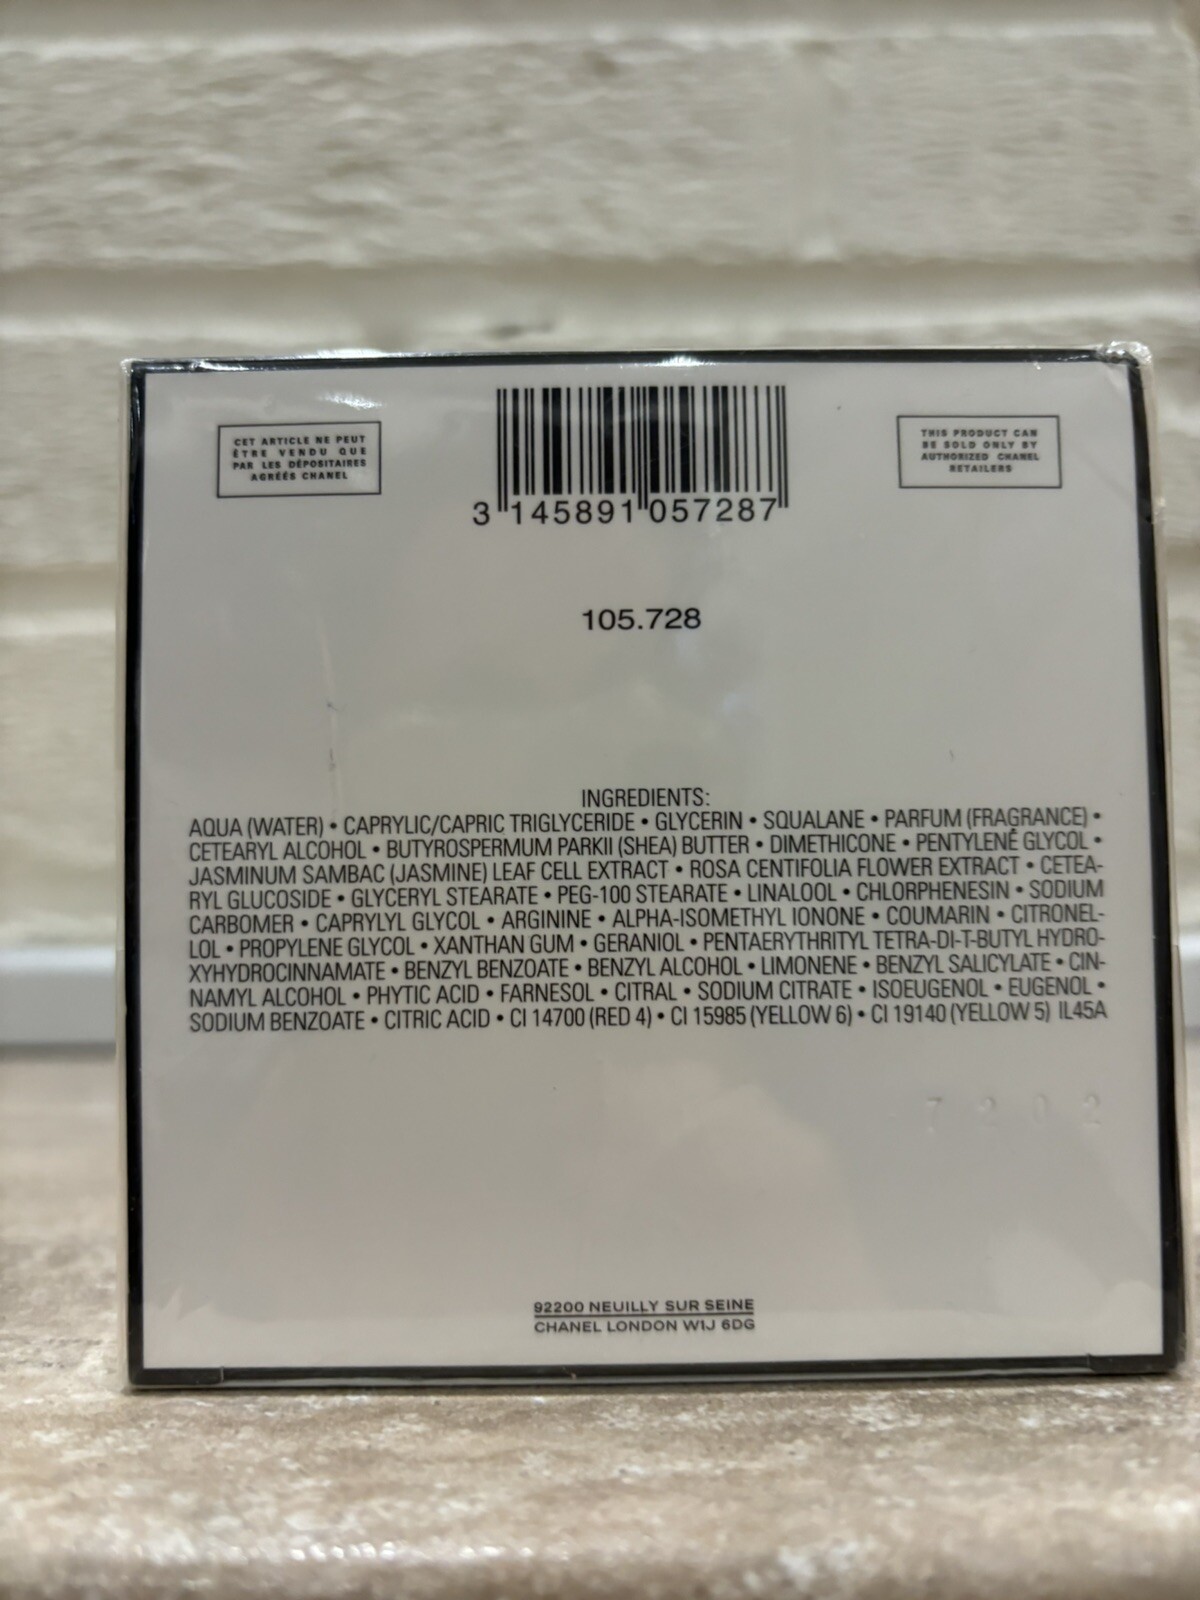 CET ARTICLE NE PEUT
ÊTRE VENDU QUE
PAR LES DÉPOSITAIRES
AGRÉÉS CHANEL
3 145891 057287
THIS PRODUCT CAN
BE SOLD ONLY BY
AUTHORIZED CHANEL
RETAILERS
105.728
INGREDIENTS:
AQUA (WATER) • CAPRYLIC/CAPRIC TRIGLYCERIDE • GLYCERIN • SQUALANE • PARFUM (FRAGRANCE) •
CETEARYL ALCOHOL • BUTYROSPERMUM PARKII (SHEA) BUTTER • DIMETHICONE • PENTYLENE GLYCOL •
JASMINUM SAMBAC (JASMINE) LEAF CELL EXTRACT • ROSA CENTIFOLIA FLOWER EXTRACT • CETEA-
RYL GLUCOSIDE • GLYCERYL STEARATE • PEG-100 STEARATE • LINALOOL • CHLORPHENESIN • SODIUM
CARBOMER • CAPRYLYL GLYCOL • ARGININE • ALPHA-ISOMETHYL IONONE • COUMARIN • CITRONEL-
LOL • PROPYLENE GLYCOL • XANTHAN GUM • GERANIOL • PENTAERYTHRITYL TETRA-DI-T-BUTYL HYDRO-
XYHYDROCINNAMATE • BENZYL BENZOATE • BENZYL ALCOHOL • LIMONENE • BENZYL SALICYLATE • CIN-
NAMYL ALCOHOL • PHYTIC ACID • FARNESOL • CITRAL • SODIUM CITRATE • ISOEUGENOL • EUGENOL •
SODIUM BENZOATE • CITRIC ACID • CI 14700 (RED 4) • CI 15985 (YELLOW 6) • CI 19140 (YELLOW 5) IL45A
7202
92200 NEUILLY SUR SEINE
CHANEL LONDON W1J 6DG